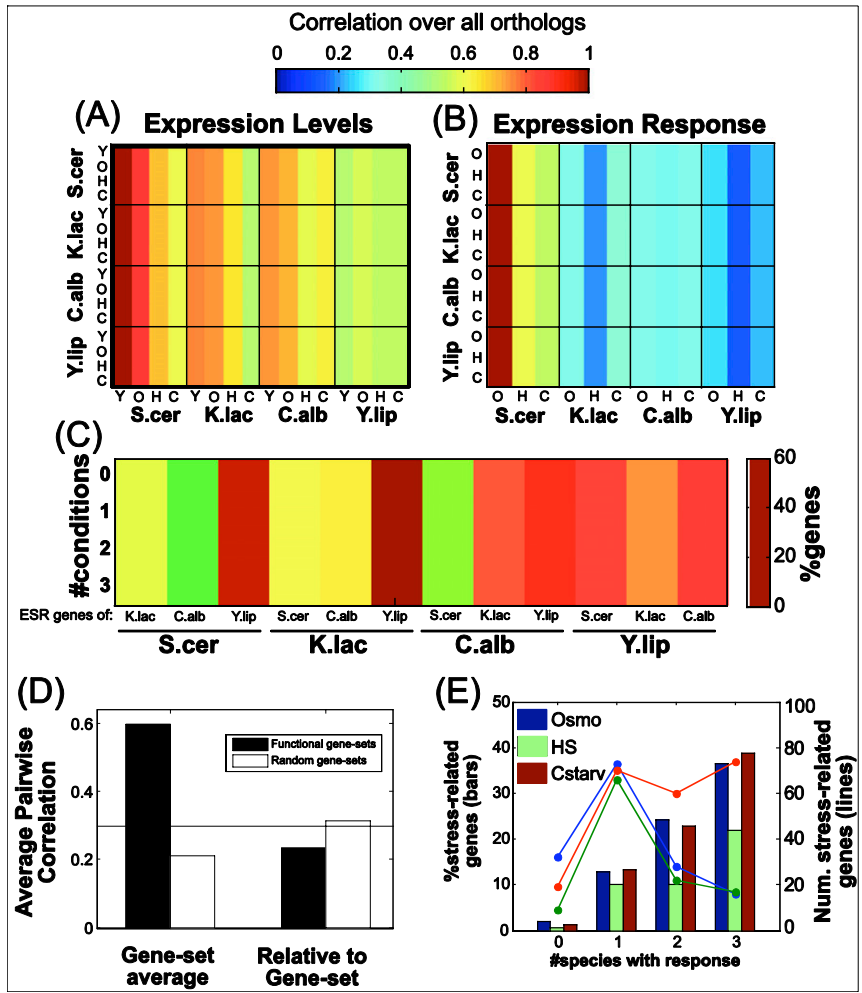 Correlation over all orthologs
0 0.2 0.4 0.6 0.8 1
(A) Expression Levels
(B) Expression Response
S.cer Y O H C
K.lac Y O H C
C.alb Y O H C
Y.lip Y O H C
Y O H C Y O H C Y O H C Y O H C
S.cer K.lac C.alb Y.lip
S.cer O H C
K.lac O H C
C.alb O H C
Y.lip O H C
O H C O H C O H C O H C
S.cer K.lac C.alb Y.lip
(C)
#conditions
0
1
2
3
60
40
20
0
%genes
ESR genes of: K.lac C.alb Y.lip S.cer C.alb Y.lip S.cer K.lac Y.lip S.cer K.lac C.alb
S.cer K.lac C.alb Y.lip
(D)
Average Pairwise
Correlation
0.6
0.4
0.2
0
Functional gene-sets
Random gene-sets
Gene-set
average
Relative to
Gene-set
(E)
%stress-related
genes (bars)
50
40
30
20
10
0
Osmo
HS
Cstarv
100
80
60
40
20
0
Num. stress-related
genes (lines)
0 1 2 3
#species with response